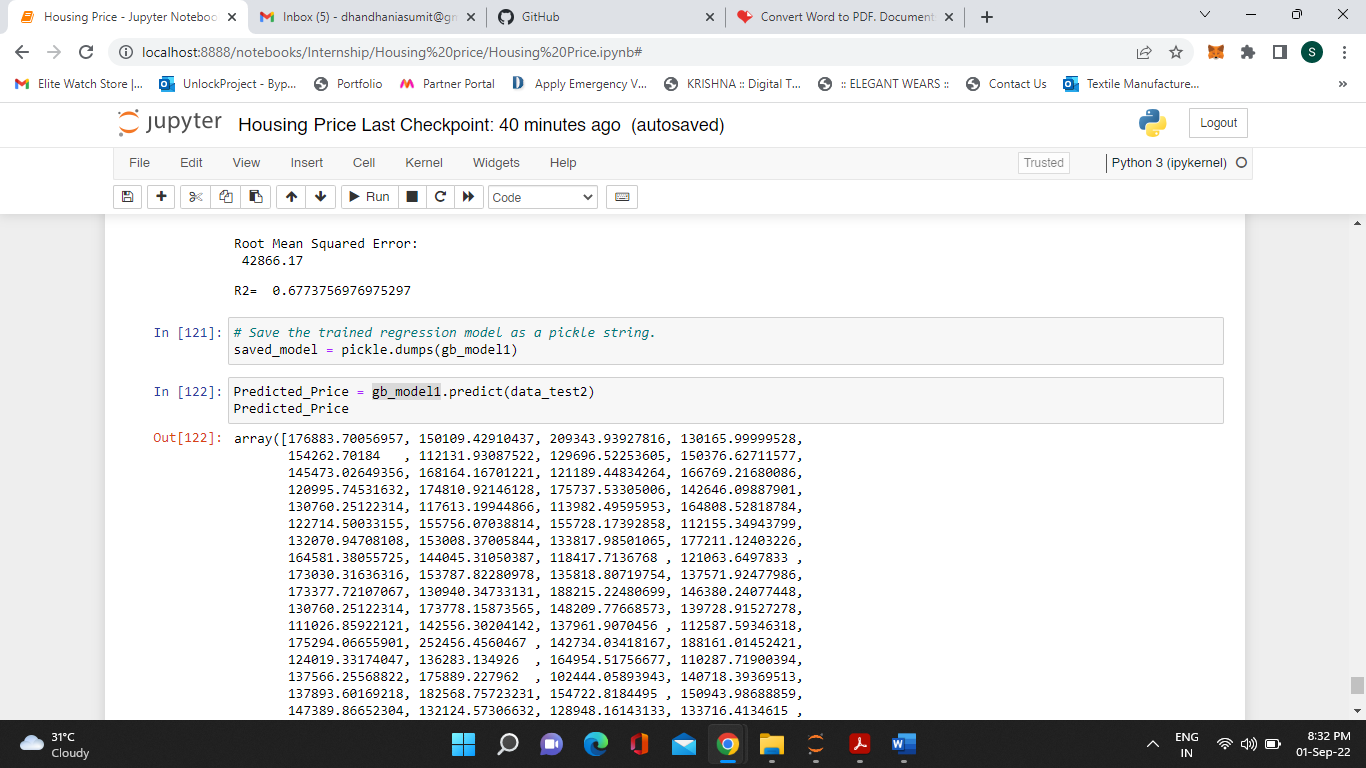 Housing Price - Jupyter Noteboo
Inbox (5) - dhandhaniasumit@gn
GitHub
Convert Word to PDF. Document
localhost:8888/notebooks/Internship/Housing%20price/Housing%20Price.ipynb#
S
Elite Watch Store |...
UnlockProject - Byp...
Portfolio
Partner Portal
Apply Emergency V...
KRISHNA :: Digital T...
:: ELEGANT WEARS ::
Contact Us
Textile Manufacture...
»
jupyter Housing Price Last Checkpoint: 40 minutes ago (autosaved)
Logout
File Edit View Insert Cell Kernel Widgets Help
Trusted
Python 3 (ipykernel)
Run
Code
Root Mean Squared Error:
42866.17
R2= 0.6773756976975297
In [121]: # Save the trained regression model as a pickle string.
saved_model = pickle.dumps(gb_model1)
In [122]: Predicted_Price = gb_model1.predict(data_test2)
Predicted_Price
Out[122]: array([176883.70056957, 150109.42910437, 209343.93927816, 130165.99999528,
154262.70184   , 112131.93087522, 129696.52253605, 150376.62711577,
145473.02649356, 168164.16701221, 121189.44834264, 166769.21680086,
120995.74531632, 174810.92146128, 175737.53305006, 142646.09887901,
130760.25122314, 117613.19944866, 113982.49595953, 164808.52818784,
122714.50033155, 155756.07038814, 155728.17392858, 112155.34943799,
132070.94708108, 153008.37005844, 133817.98501065, 177211.12403226,
164581.38055725, 144045.31050387, 118417.7136768 , 121063.6497833 ,
173030.31636316, 153787.82280978, 135818.80719754, 137571.92477986,
173377.72107067, 130940.34733131, 188215.22480699, 146380.24077448,
130760.25122314, 173778.15873565, 148209.77668573, 139728.91527278,
111026.85922121, 142556.30204142, 137961.9070456 , 112587.59346318,
175294.06655901, 252456.4560467 , 142734.03418167, 188161.01452421,
124019.33174047, 136283.134926  , 164954.51756677, 110287.71900394,
137566.25568822, 175889.227962  , 102444.05893943, 140718.39369513,
137893.60169218, 182568.75723231, 154722.8184495 , 150943.98688859,
147389.86652304, 132124.57306632, 128948.16143133, 133716.4134615 ,
31°C
Cloudy
ENG
IN
8:32 PM
01-Sep-22